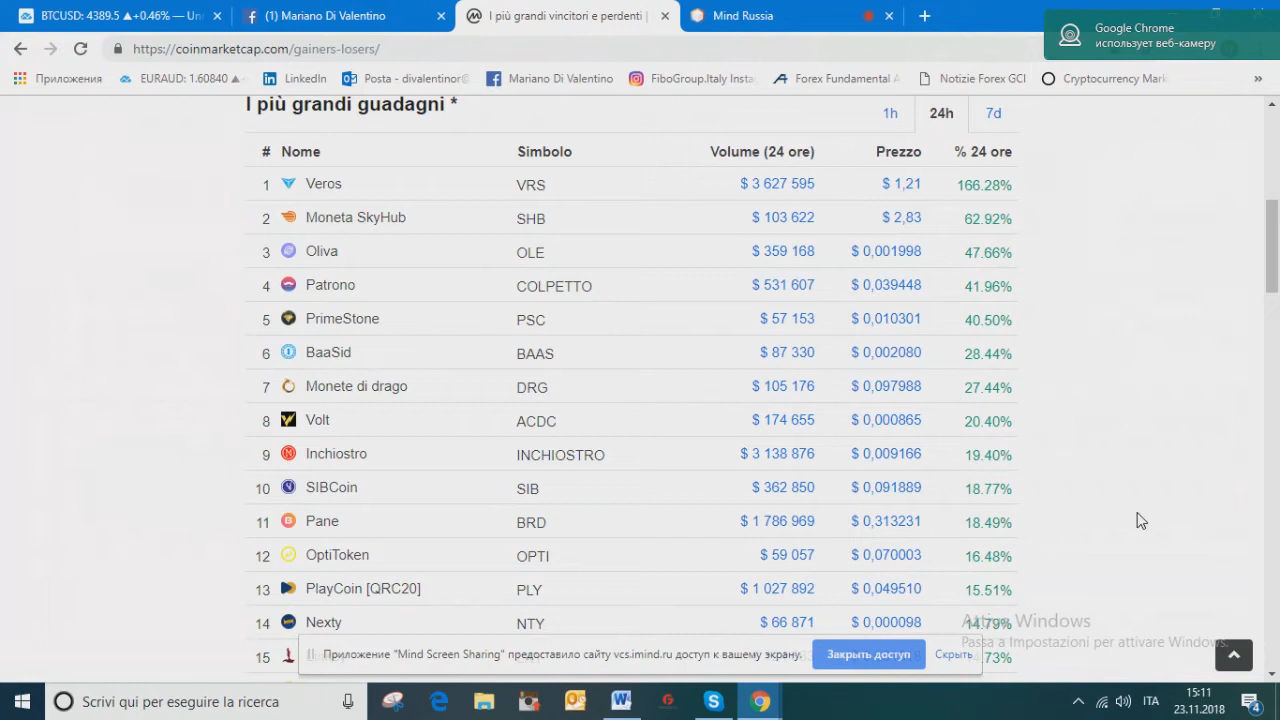 BTCUSD: 4389.5 ▲+0.46% — Un
(1) Mariano Di Valentino
I più grandi vincitori e perdenti |
Mind Russia
Google Chrome
использует веб-камеру
https://coinmarketcap.com/gainers-losers/
Приложения
EURAUD: 1.60840 ▲
LinkedIn
Posta - divalentinor@
Mariano Di Valentino
FiboGroup.Italy Insta
Forex Fundamental A
Notizie Forex GCI
Cryptocurrency Mark
»
I più grandi guadagni *
1h 24h 7d
# Nome Simbolo Volume (24 ore) Prezzo % 24 ore
1 Veros VRS $ 3 627 595 $ 1,21 166.28%
2 Moneta SkyHub SHB $ 103 622 $ 2,83 62.92%
3 Oliva OLE $ 359 168 $ 0,001998 47.66%
4 Patrono COLPETTO $ 531 607 $ 0,039448 41.96%
5 PrimeStone PSC $ 57 153 $ 0,010301 40.50%
6 BaaSid BAAS $ 87 330 $ 0,002080 28.44%
7 Monete di drago DRG $ 105 176 $ 0,097988 27.44%
8 Volt ACDC $ 174 655 $ 0,000865 20.40%
9 Inchiostro INCHIOSTRO $ 3 138 876 $ 0,009166 19.40%
10 SIBCoin SIB $ 362 850 $ 0,091889 18.77%
11 Pane BRD $ 1 786 969 $ 0,313231 18.49%
12 OptiToken OPTI $ 59 057 $ 0,070003 16.48%
13 PlayCoin [QRC20] PLY $ 1 027 892 $ 0,049510 15.51%
14 Nexty NTY $ 66 871 $ 0,000098 14.79%
15
Windows
Passa a Impostazioni per attivare Windows.
Приложение "Mind Screen Sharing" предоставило сайту vcs.imind.ru доступ к вашему экрану.
Закрыть доступ
Скрыть
Scrivi qui per eseguire la ricerca
ITA
15:11
23.11.2018
4